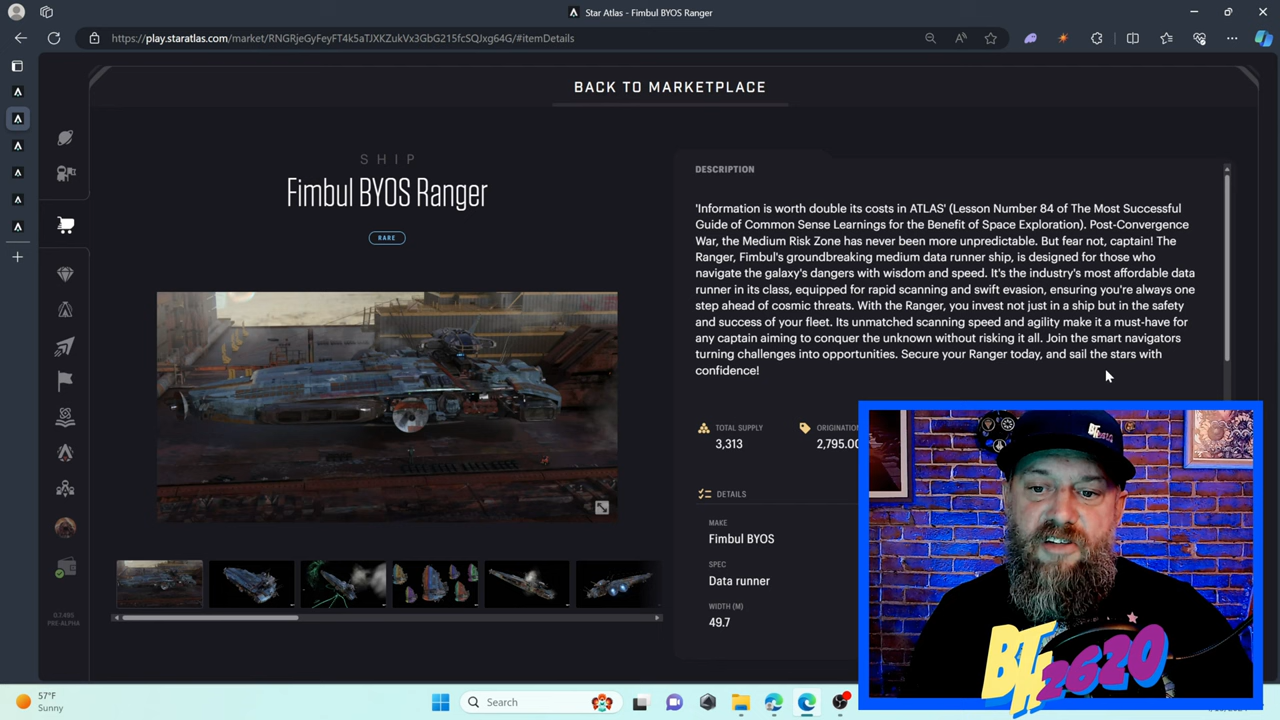 Star Atlas - Fimbul BYOS Ranger
https://play.staratlas.com/market/RNGRjeGyFeyFT4k5aTJXKZukVx3GbG215fcSQJxg64G/#itemDetails
BACK TO MARKETPLACE
SHIP
Fimbul BYOS Ranger
RARE
DESCRIPTION
'Information is worth double its costs in ATLAS' (Lesson Number 84 of The Most Successful
Guide of Common Sense Learnings for the Benefit of Space Exploration). Post-Convergence
War, the Medium Risk Zone has never been more unpredictable. But fear not, captain! The
Ranger, Fimbul's groundbreaking medium data runner ship, is designed for those who
navigate the galaxy's dangers with wisdom and speed. It's the industry's most affordable data
runner in its class, equipped for rapid scanning and swift evasion, ensuring you're always one
step ahead of cosmic threats. With the Ranger, you invest not just in a ship but in the safety
and success of your fleet. Its unmatched scanning speed and agility make it a must-have for
any captain aiming to conquer the unknown without risking it all. Join the smart navigators
turning challenges into opportunities. Secure your Ranger today, and sail the stars with
confidence!
TOTAL SUPPLY
3,313
ORIGINATION
2,795.00
DETAILS
MAKE
Fimbul BYOS
SPEC
Data runner
WIDTH (M)
49.7
PRE-ALPHA
BTH
2620
57°F
Sunny
Search